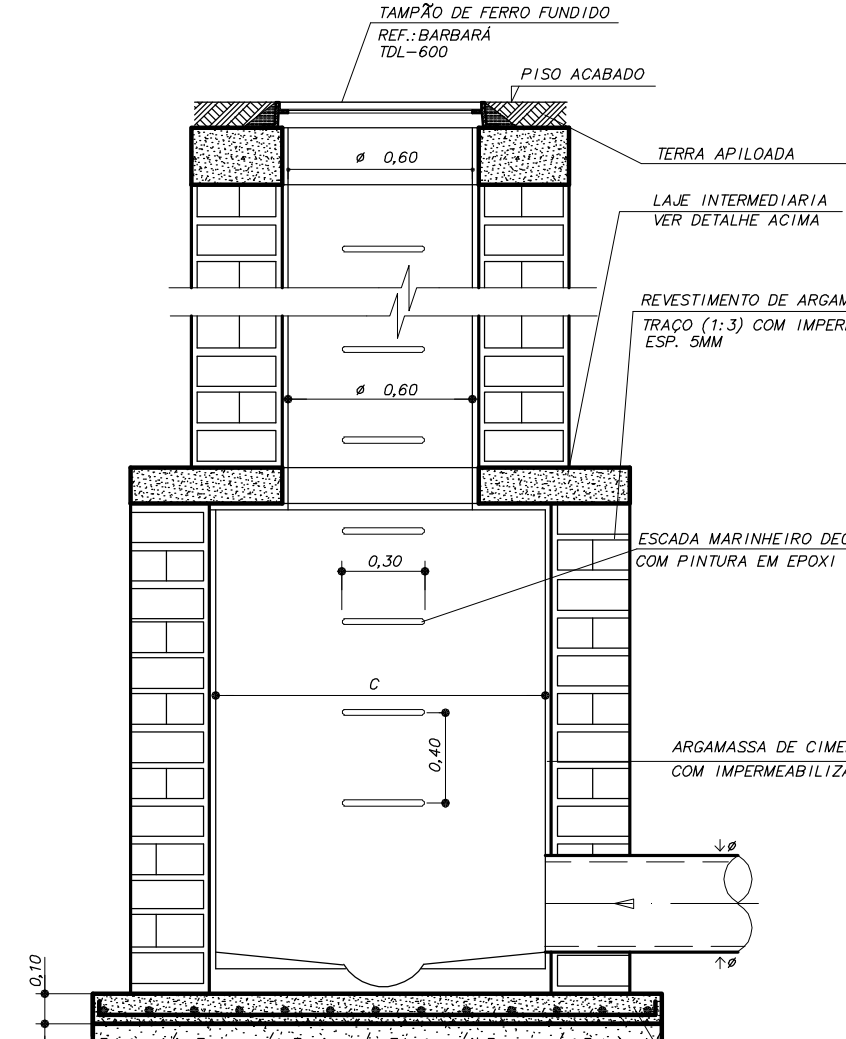 TAMPÃO DE FERRO FUNDIDO
REF.: BARBARÁ
TDL-600
PISO ACABADO
TERRA APILOADA
ø 0,60
LAJE INTERMEDIARIA
VER DETALHE ACIMA
REVESTIMENTO DE ARGAM
TRAÇO (1:3) COM IMPER
ESP. 5MM
ø 0,60
ESCADA MARINHEIRO DE
COM PINTURA EM EPOXI
0,30
C
0,40
ARGAMASSA DE CIME
COM IMPERMEABILIZA
ø
ø
0,10